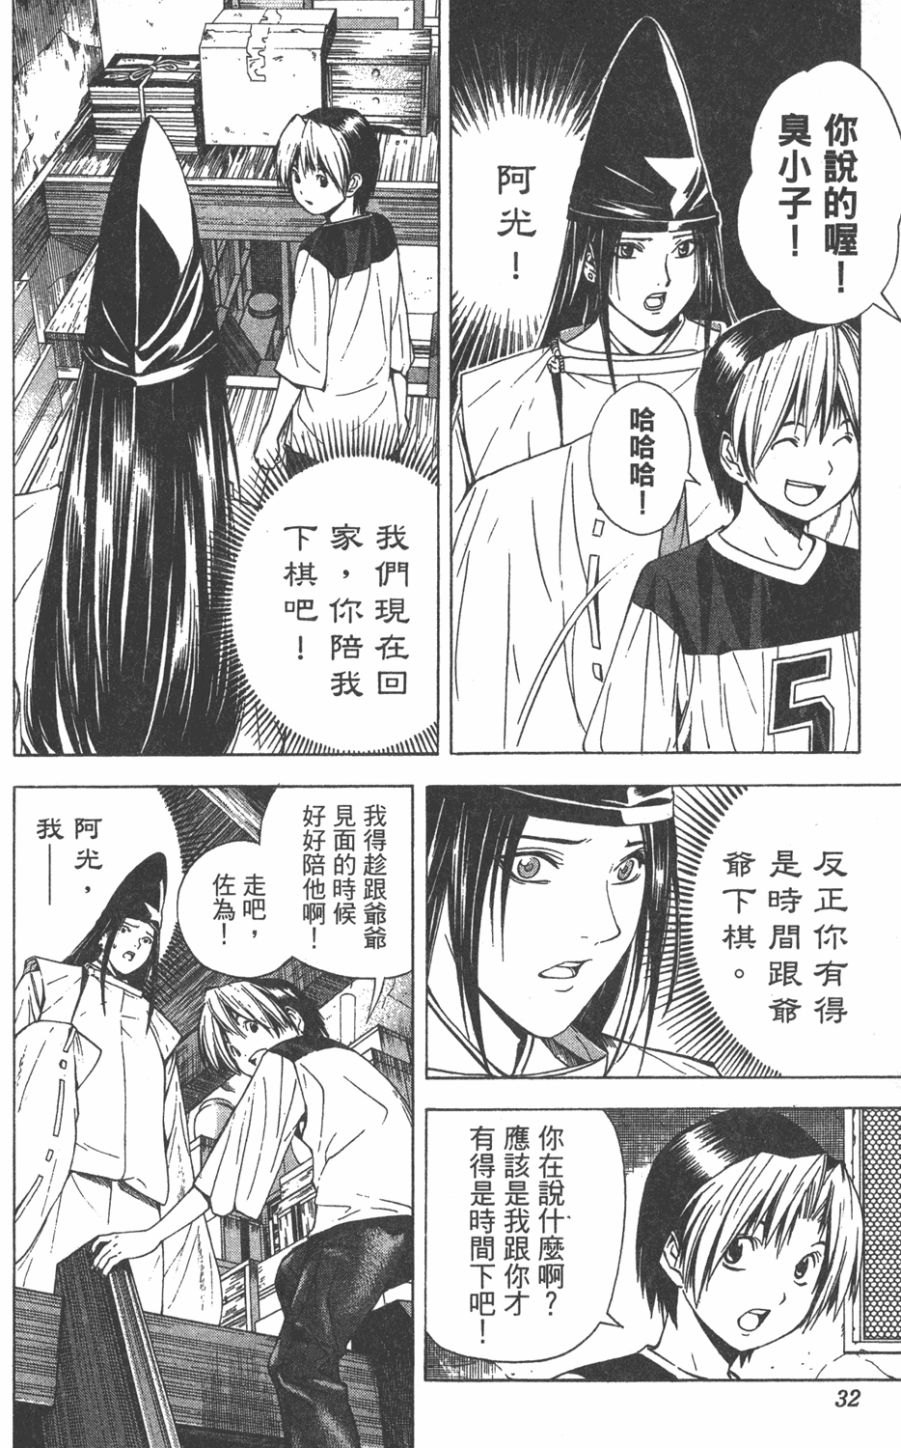 你說的喔！
臭小子！
阿光！
哈哈哈！
我們現在回
家，你陪我
下棋吧！
反正你有得
是時間跟爺
爺下棋。
你在說什麼啊？
應該是我跟你才
有得是時間下吧！
我得趁跟爺爺
見面的時候
好好陪他啊！
走吧，
佐為！
阿光，
我──
5
32